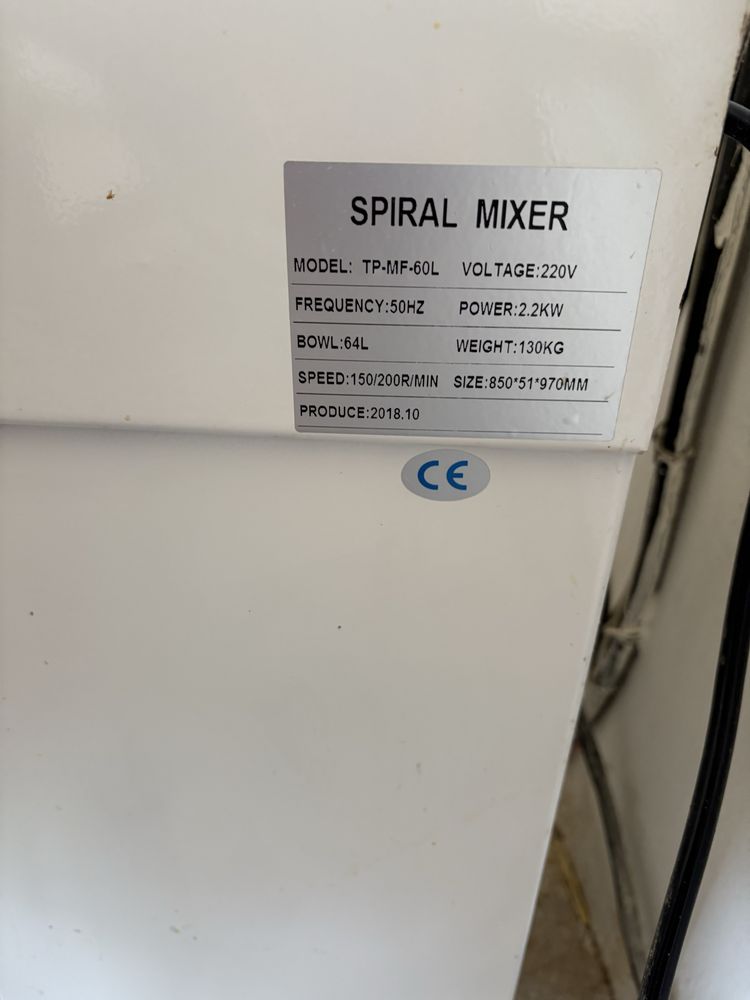 SPIRAL MIXER
MODEL: TP-MF-60L VOLTAGE:220V
FREQUENCY:50HZ POWER:2.2KW
BOWL:64L WEIGHT:130KG
SPEED:150/200R/MIN SIZE:850*51*970MM
PRODUCE:2018.10
CE